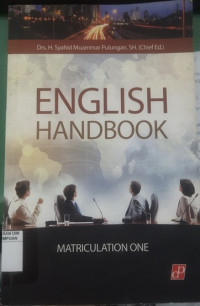 Drs. H. Syahid Muammar Pulungan, SH. (Chief Ed.)
ENGLISH
HANDBOOK
MATRICULATION ONE